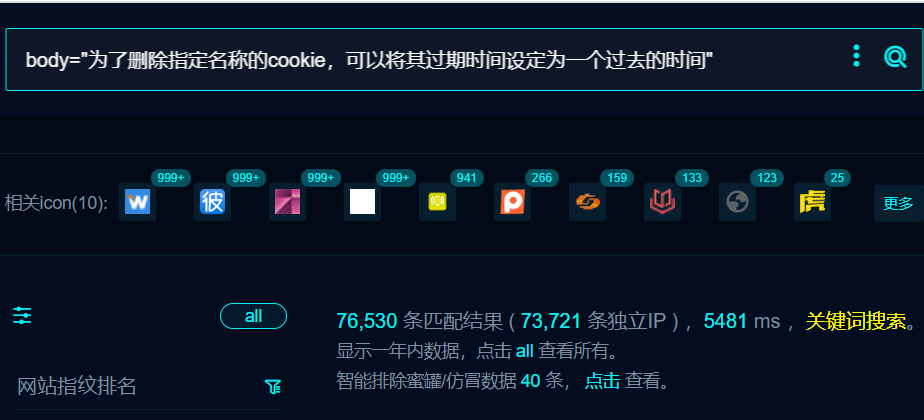 body="为了删除指定名称的cookie，可以将其过期时间设定为一个过去的时间"
999+ 999+ 999+ 999+ 941 266 159 133 123 25
相关icon(10): W 彼 P 虎 更多
all
76,530 条匹配结果 ( 73,721 条独立IP ) ，5481 ms ，关键词搜索。
显示一年内数据，点击 all 查看所有。
智能排除蜜罐/仿冒数据 40 条， 点击 查看。
网站指纹排名